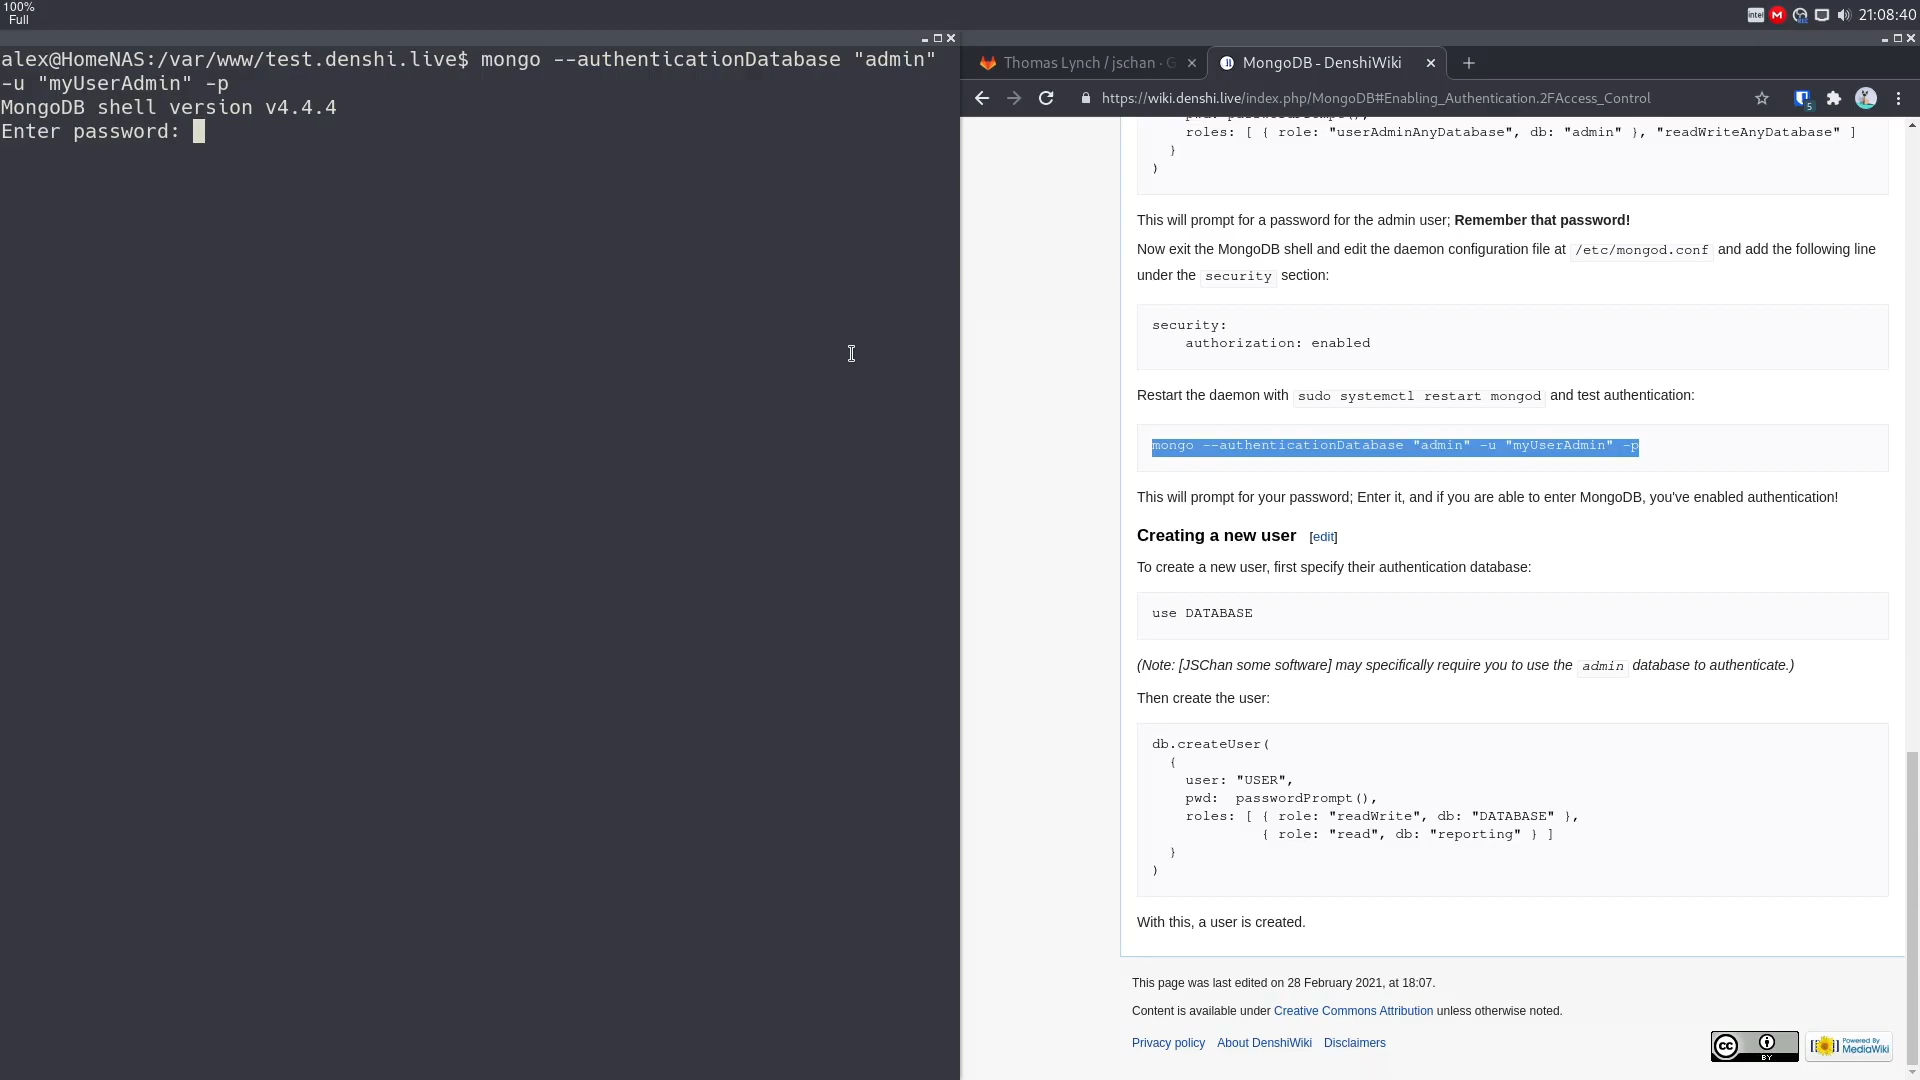 100%
Full
intel M 21:08:40
alex@HomeNAS:/var/www/test.denshi.live$ mongo --authenticationDatabase "admin"
-u "myUserAdmin" -p
MongoDB shell version v4.4.4
Enter password:
Thomas Lynch / jschan · G
MongoDB - DenshiWiki
https://wiki.denshi.live/index.php/MongoDB#Enabling_Authentication.2FAccess_Control
5
pwd: passwordPrompt(),
roles: [ { role: "userAdminAnyDatabase", db: "admin" }, "readWriteAnyDatabase" ]
}
)
This will prompt for a password for the admin user; Remember that password!
Now exit the MongoDB shell and edit the daemon configuration file at /etc/mongod.conf and add the following line
under the security section:
security:
authorization: enabled
Restart the daemon with sudo systemctl restart mongod and test authentication:
mongo --authenticationDatabase "admin" -u "myUserAdmin" -p
This will prompt for your password; Enter it, and if you are able to enter MongoDB, you've enabled authentication!
Creating a new user [edit]
To create a new user, first specify their authentication database:
use DATABASE
(Note: [JSChan some software] may specifically require you to use the admin database to authenticate.)
Then create the user:
db.createUser(
{
user: "USER",
pwd: passwordPrompt(),
roles: [ { role: "readWrite", db: "DATABASE" },
{ role: "read", db: "reporting" } ]
}
)
With this, a user is created.
This page was last edited on 28 February 2021, at 18:07.
Content is available under Creative Commons Attribution unless otherwise noted.
Privacy policy About DenshiWiki Disclaimers
cc BY
Powered By
MediaWiki